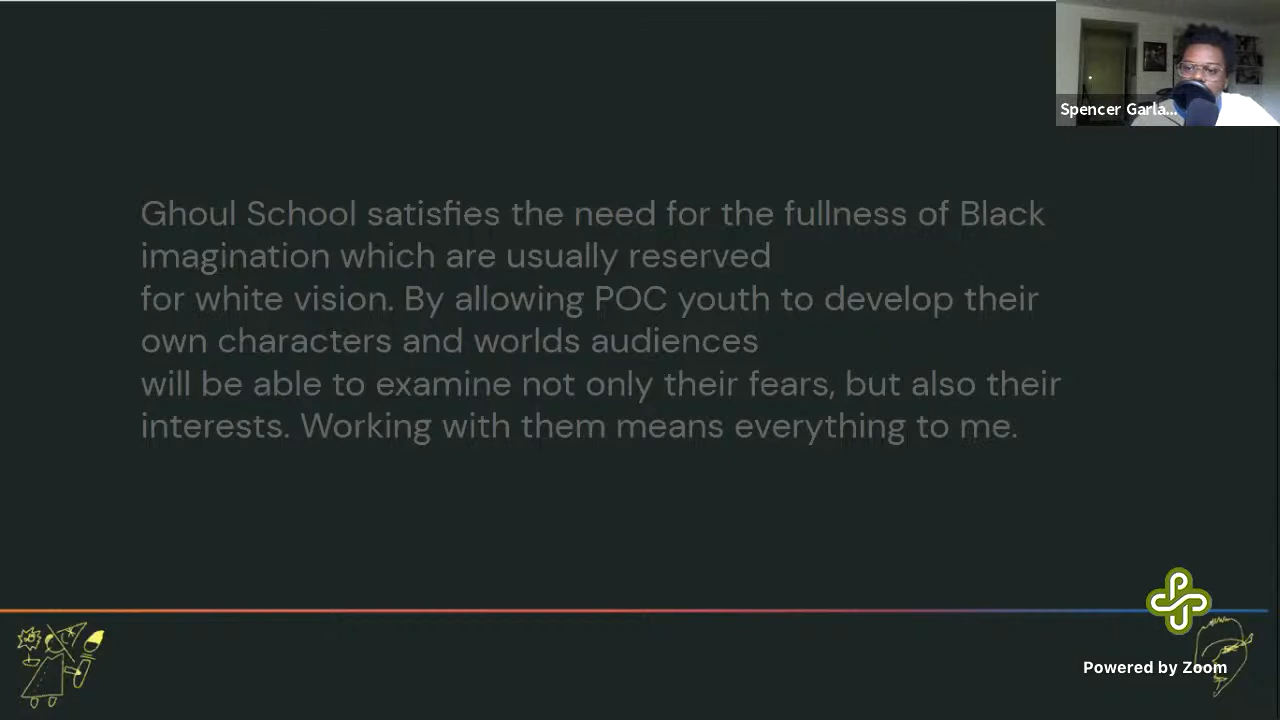 Spencer Garla...
Ghoul School satisfies the need for the fullness of Black
imagination which are usually reserved
for white vision. By allowing POC youth to develop their
own characters and worlds audiences
will be able to examine not only their fears, but also their
interests. Working with them means everything to me.
Powered by Zoom